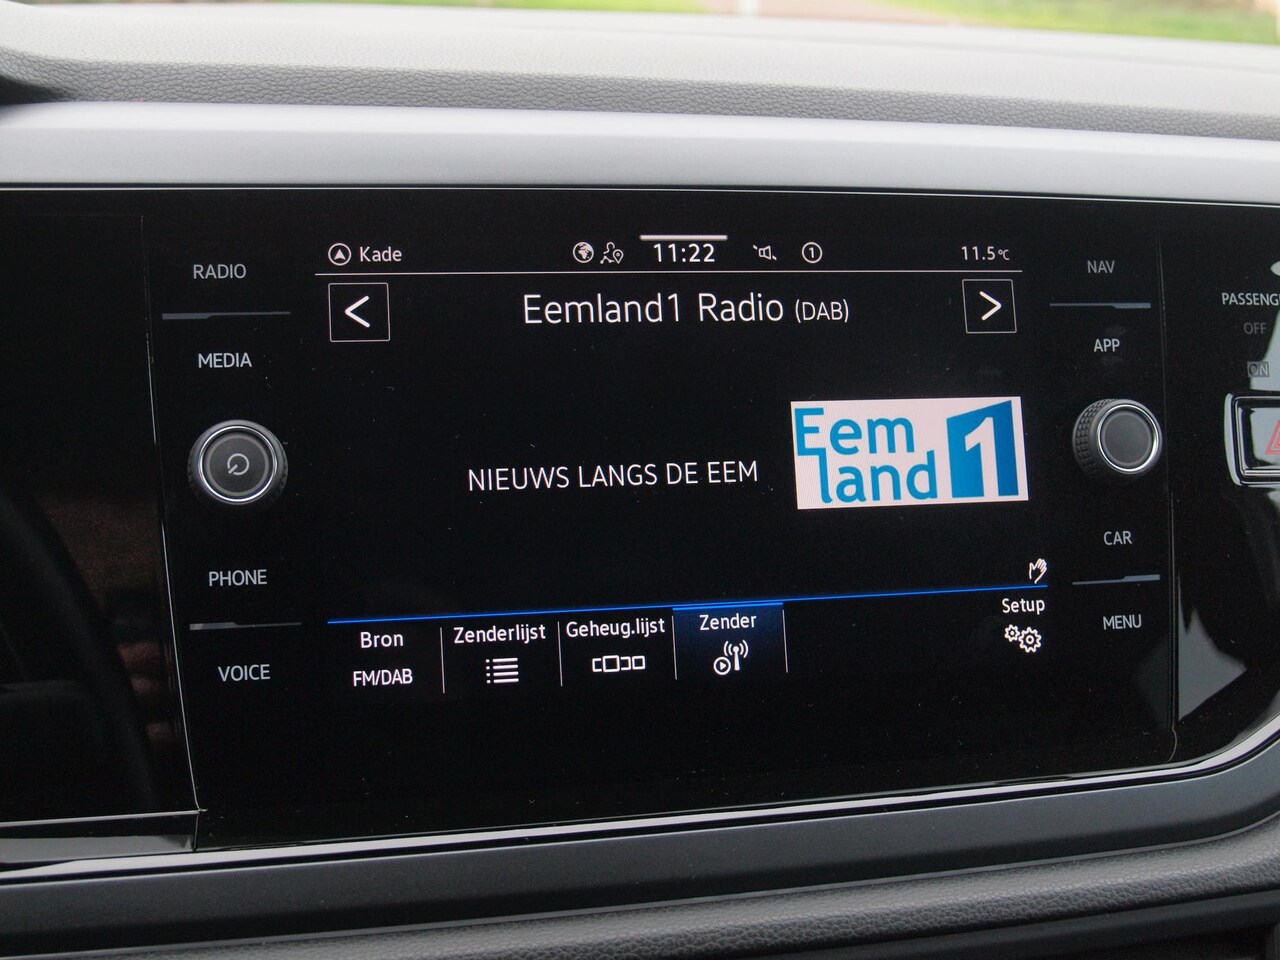 RADIO
MEDIA
PHONE
VOICE
Kade
11:22
1
11.5°C
Eemland1 Radio (DAB)
NIEUWS LANGS DE EEM
Eem
land 1
Bron
FM/DAB
Zenderlijst
Geheug.lijst
Zender
Setup
NAV
APP
CAR
MENU
OFF
ON